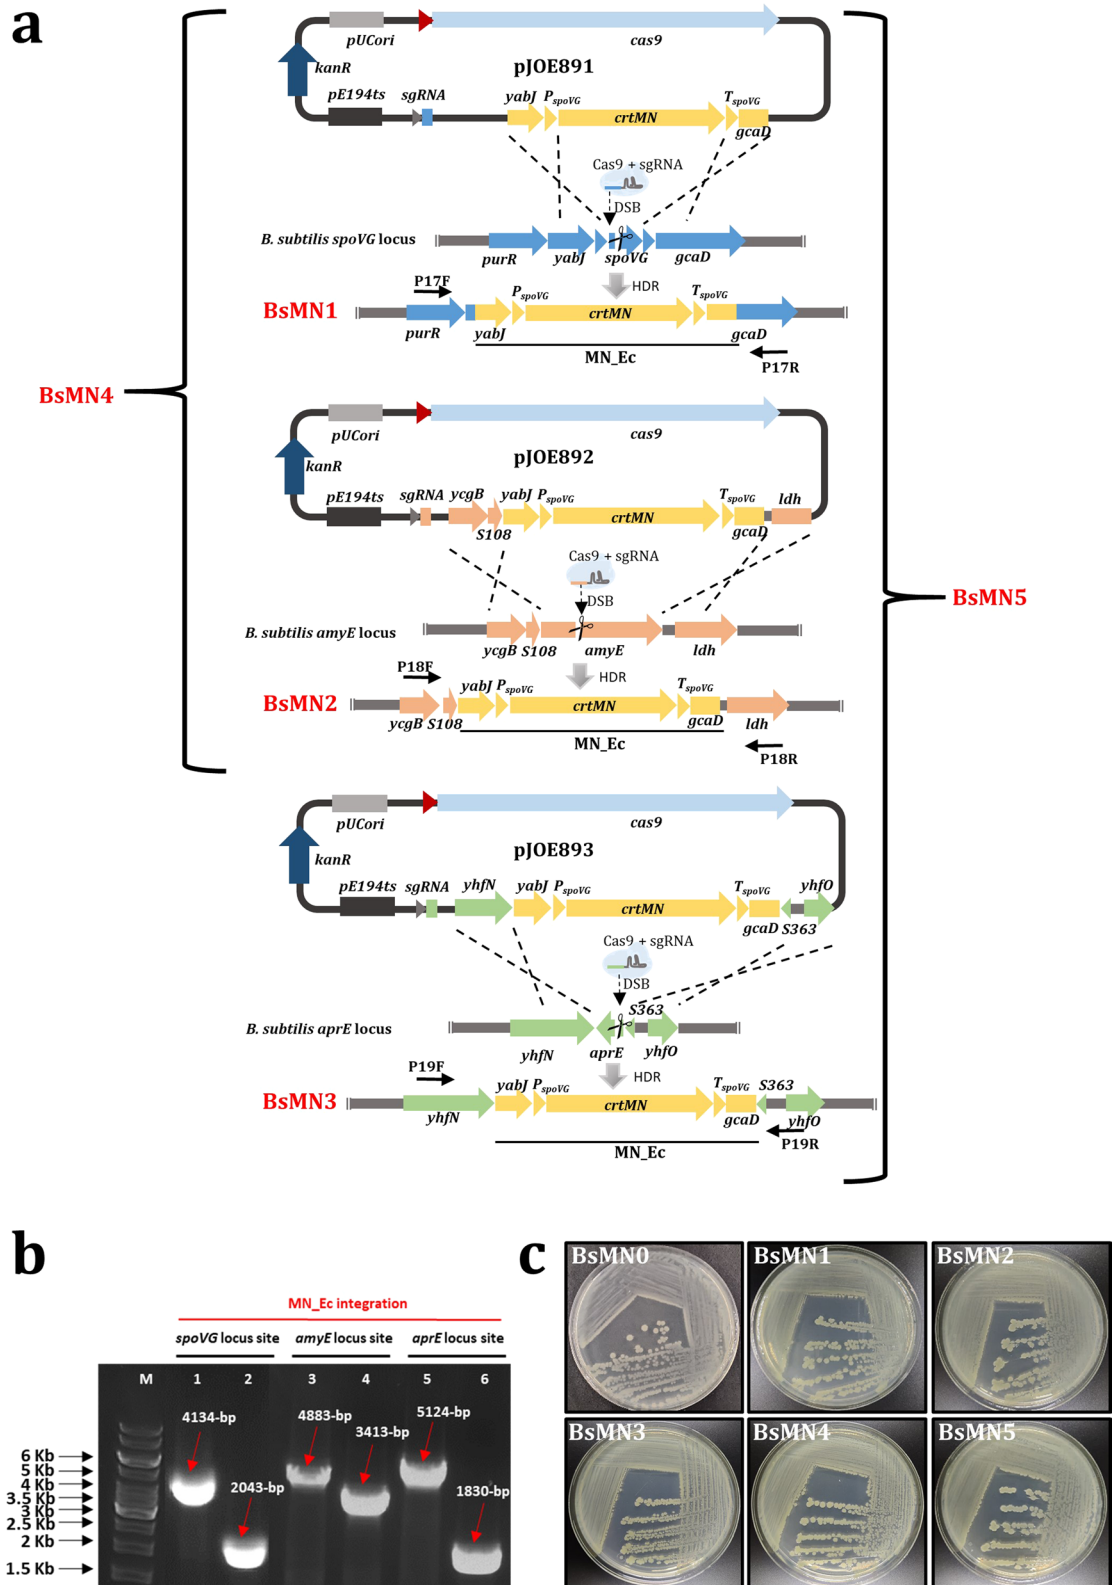 a
cas9
pUCori
kanR
pJOE891
pE194ts
sgRNA
yabJ
PspoVG
crtMN
TspoVG
gcaD
Cas9 + sgRNA
DSB
B. subtilis spoVG locus
purR
yabJ
spoVG
gcaD
P17F
HDR
BsMN1
PspoVG
TspoVG
crtMN
purR
yabJ
gcaD
MN_Ec
P17R
BsMN4
cas9
pUCori
kanR
pJOE892
pE194ts
sgRNA
ycgB
S108
yabJ
PspoVG
crtMN
TspoVG
gcaD
ldh
Cas9 + sgRNA
DSB
BsMN5
B. subtilis amyE locus
ycgB
S108
amyE
ldh
P18F
HDR
BsMN2
yabJ
PspoVG
TspoVG
crtMN
ycgB
S108
gcaD
ldh
MN_Ec
P18R
cas9
pUCori
kanR
pJOE893
pE194ts
sgRNA
yhfN
yabJ
PspoVG
crtMN
TspoVG
gcaD
S363
yhfO
Cas9 + sgRNA
DSB
S363
B. subtilis aprE locus
yhfN
aprE
yhfO
P19F
HDR
BsMN3
yabJ
PspoVG
TspoVG
S363
crtMN
yhfN
gcaD
yhfO
MN_Ec
P19R
b
MN_Ec integration
spoVG locus site
amyE locus site
aprE locus site
M
1
2
3
4
5
6
4134-bp
4883-bp
5124-bp
3413-bp
2043-bp
1830-bp
6 Kb
5 Kb
4 Kb
3.5 Kb
3 Kb
2.5 Kb
2 Kb
1.5 Kb
c
BsMN0
BsMN1
BsMN2
BsMN3
BsMN4
BsMN5